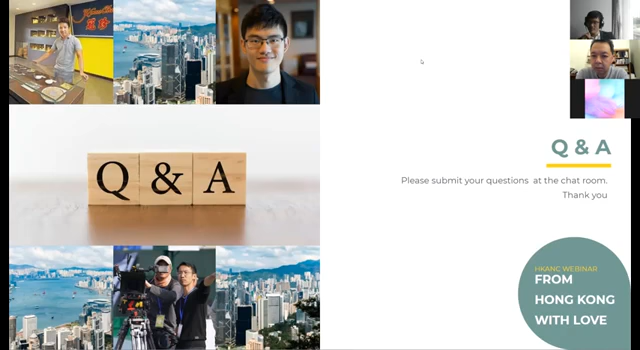 Q & A
Q & A
Please submit your questions at the chat room.
Thank you
HKANC WEBINAR
FROM
HONG KONG
WITH LOVE